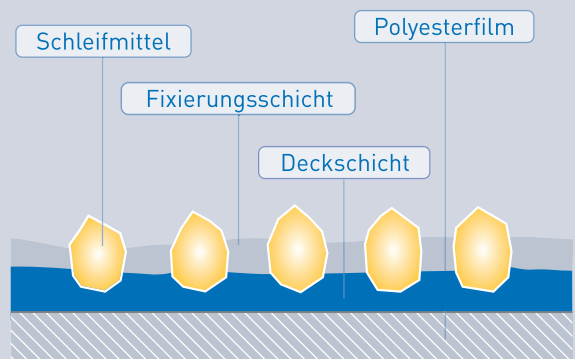 Schleifmittel
Polyesterfilm
Fixierungsschicht
Deckschicht